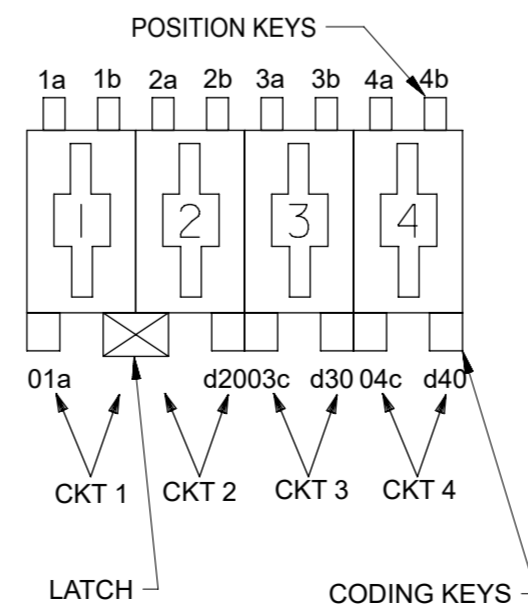 POSITION KEYS
1a 1b 2a 2b 3a 3b 4a 4b
1 2 3 4
01a d2003c d30 04c d40
CKT 1 CKT 2 CKT 3 CKT 4
LATCH CODING KEYS